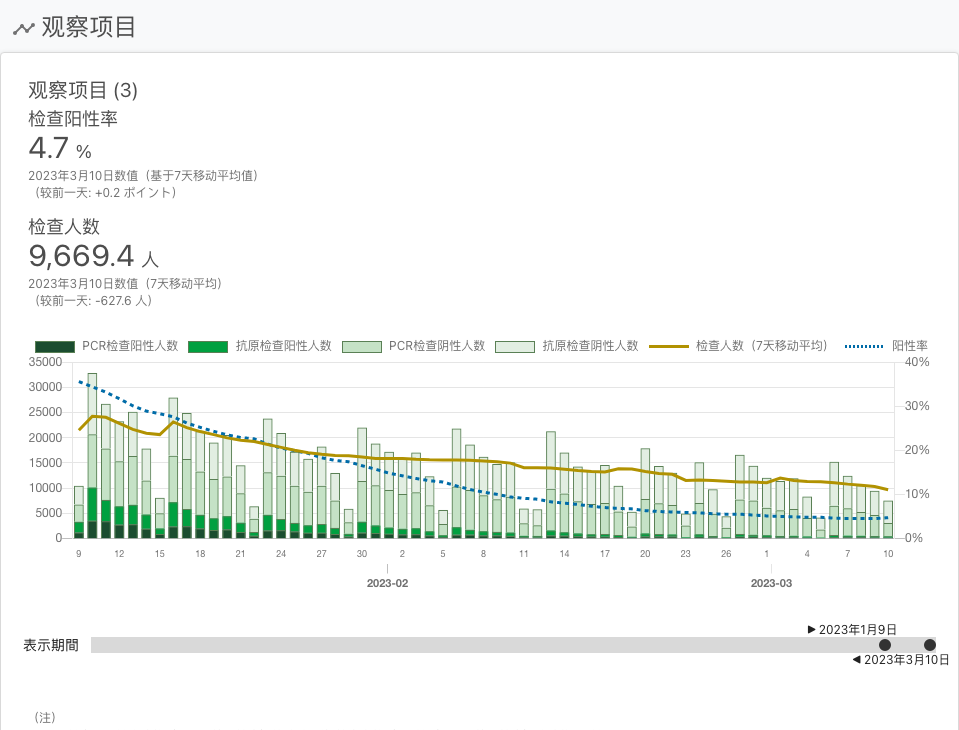 观察项目
观察项目 (3)
检查阳性率
4.7 %
2023年3月10日数值（基于7天移动平均值）
（较前一天: +0.2 ポイント）
检查人数
9,669.4 人
2023年3月10日数值（7天移动平均）
（较前一天: -627.6 人）
PCR检查阳性人数 抗原检查阳性人数 PCR检查阴性人数 抗原检查阴性人数 检查人数（7天移动平均） 阳性率
35000 40%
30000
25000 30%
20000
15000 20%
10000 10%
5000
0 0%
9 12 15 18 21 24 27 30 2 5 8 11 14 17 20 23 26 1 4 7 10
2023-02 2023-03
▶ 2023年1月9日
表示期間
◀ 2023年3月10日
（注）